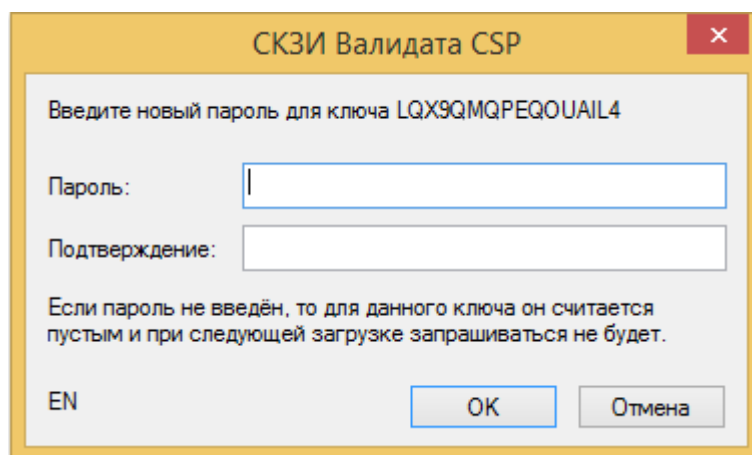 СКЗИ Валидата CSP
Введите новый пароль для ключа LQX9QMQPEQOUAIL4
Пароль:
Подтверждение:
Если пароль не введён, то для данного ключа он считается
пустым и при следующей загрузке запрашиваться не будет.
EN
OK
Отмена